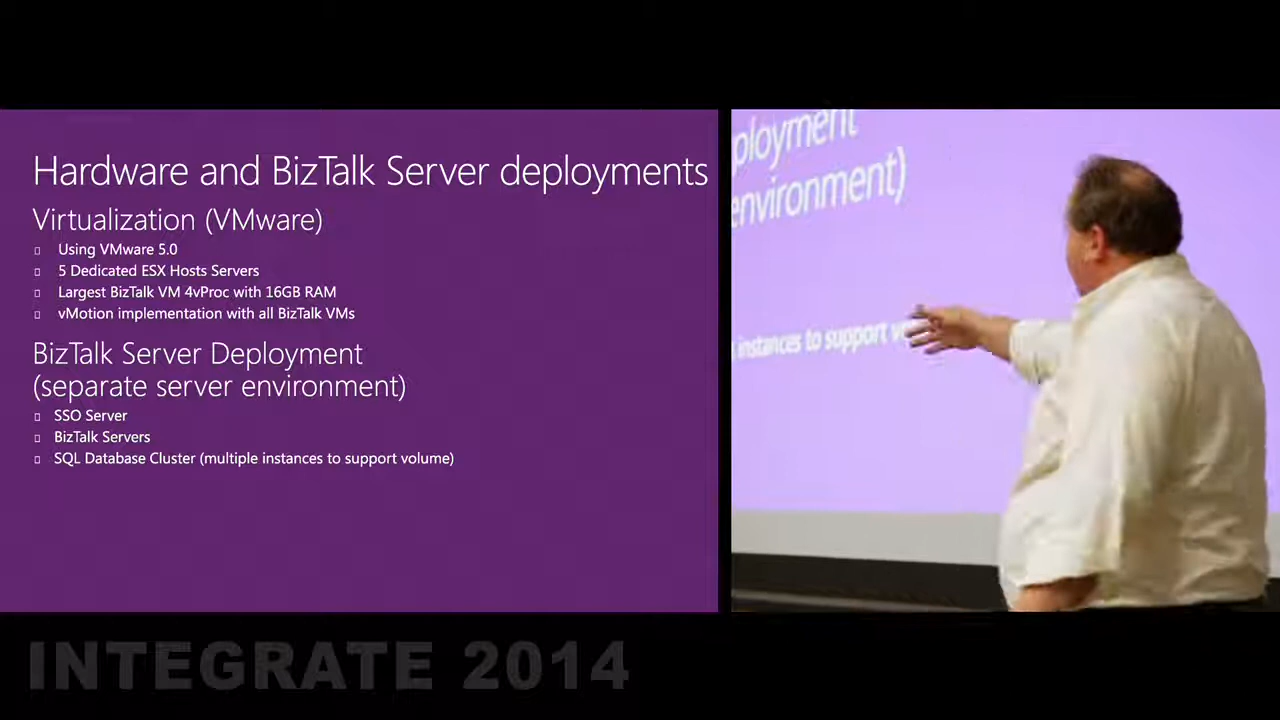 Hardware and BizTalk Server deployments
Virtualization (VMware)
Using VMware 5.0
5 Dedicated ESX Hosts Servers
Largest BizTalk VM 4vProc with 16GB RAM
vMotion implementation with all BizTalk VMs
BizTalk Server Deployment
(separate server environment)
SSO Server
BizTalk Servers
SQL Database Cluster (multiple instances to support volume)
ployment
environment)
instances to support
INTEGRATE 2014